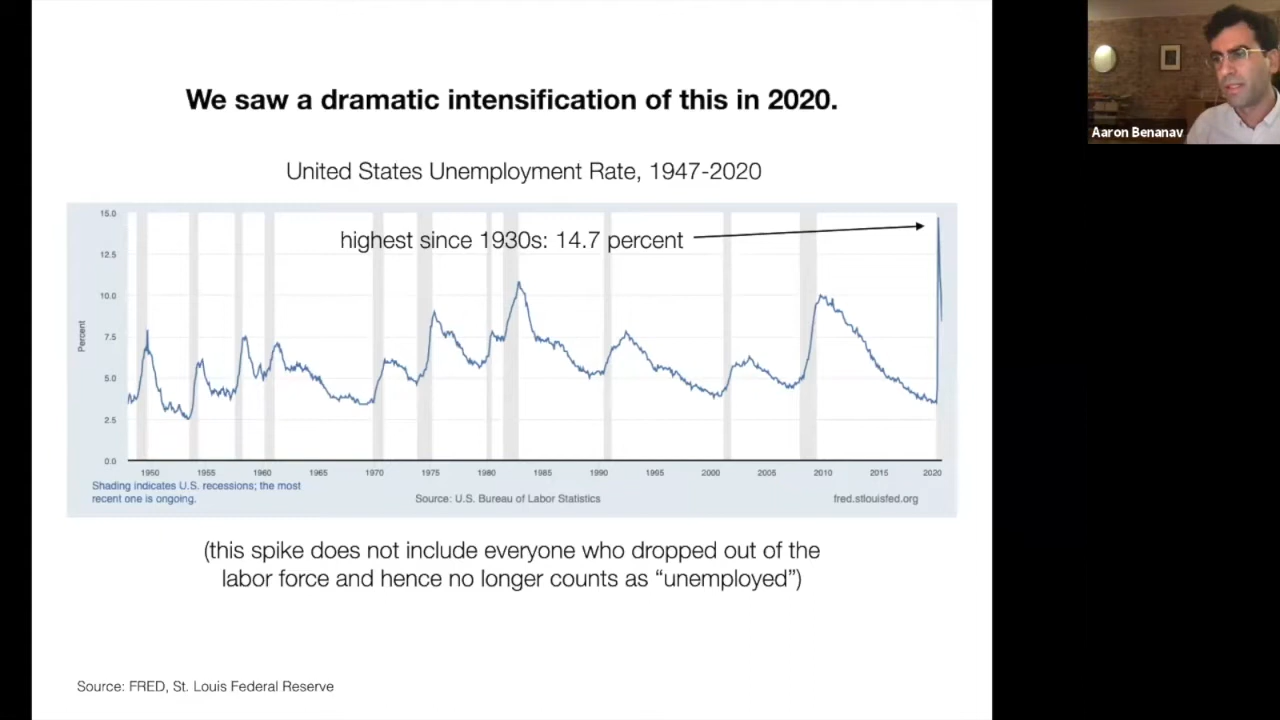 We saw a dramatic intensification of this in 2020.
Aaron Benanav
United States Unemployment Rate, 1947-2020
15.0
highest since 1930s: 14.7 percent
12.5
10.0
Percent
7.5
5.0
2.5
0.0
1950 1955 1960 1965 1970 1975 1980 1985 1990 1995 2000 2005 2010 2015 2020
Shading indicates U.S. recessions; the most
recent one is ongoing.
Source: U.S. Bureau of Labor Statistics
fred.stlouisfed.org
(this spike does not include everyone who dropped out of the
labor force and hence no longer counts as “unemployed”)
Source: FRED, St. Louis Federal Reserve